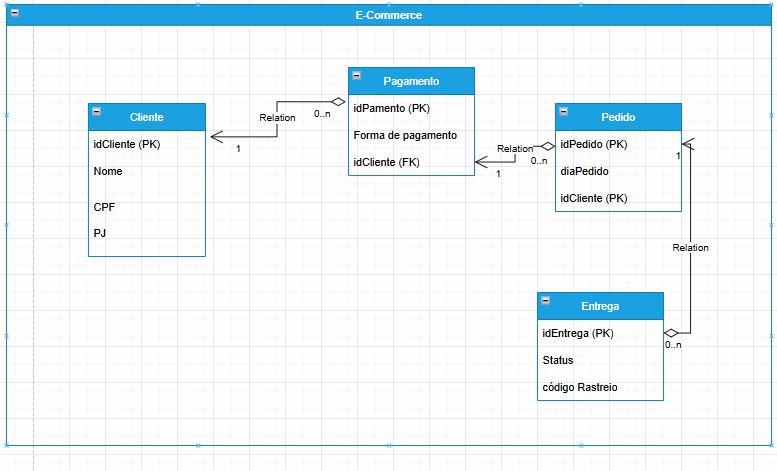 E-Commerce
Cliente
idCliente (PK)
Nome
CPF
PJ
Relation
1
0..n
Pagamento
idPamento (PK)
Forma de pagamento
idCliente (FK)
Relation
1
0..n
Pedido
idPedido (PK)
diaPedido
idCliente (PK)
1
Relation
0..n
Entrega
idEntrega (PK)
Status
código Rastreio